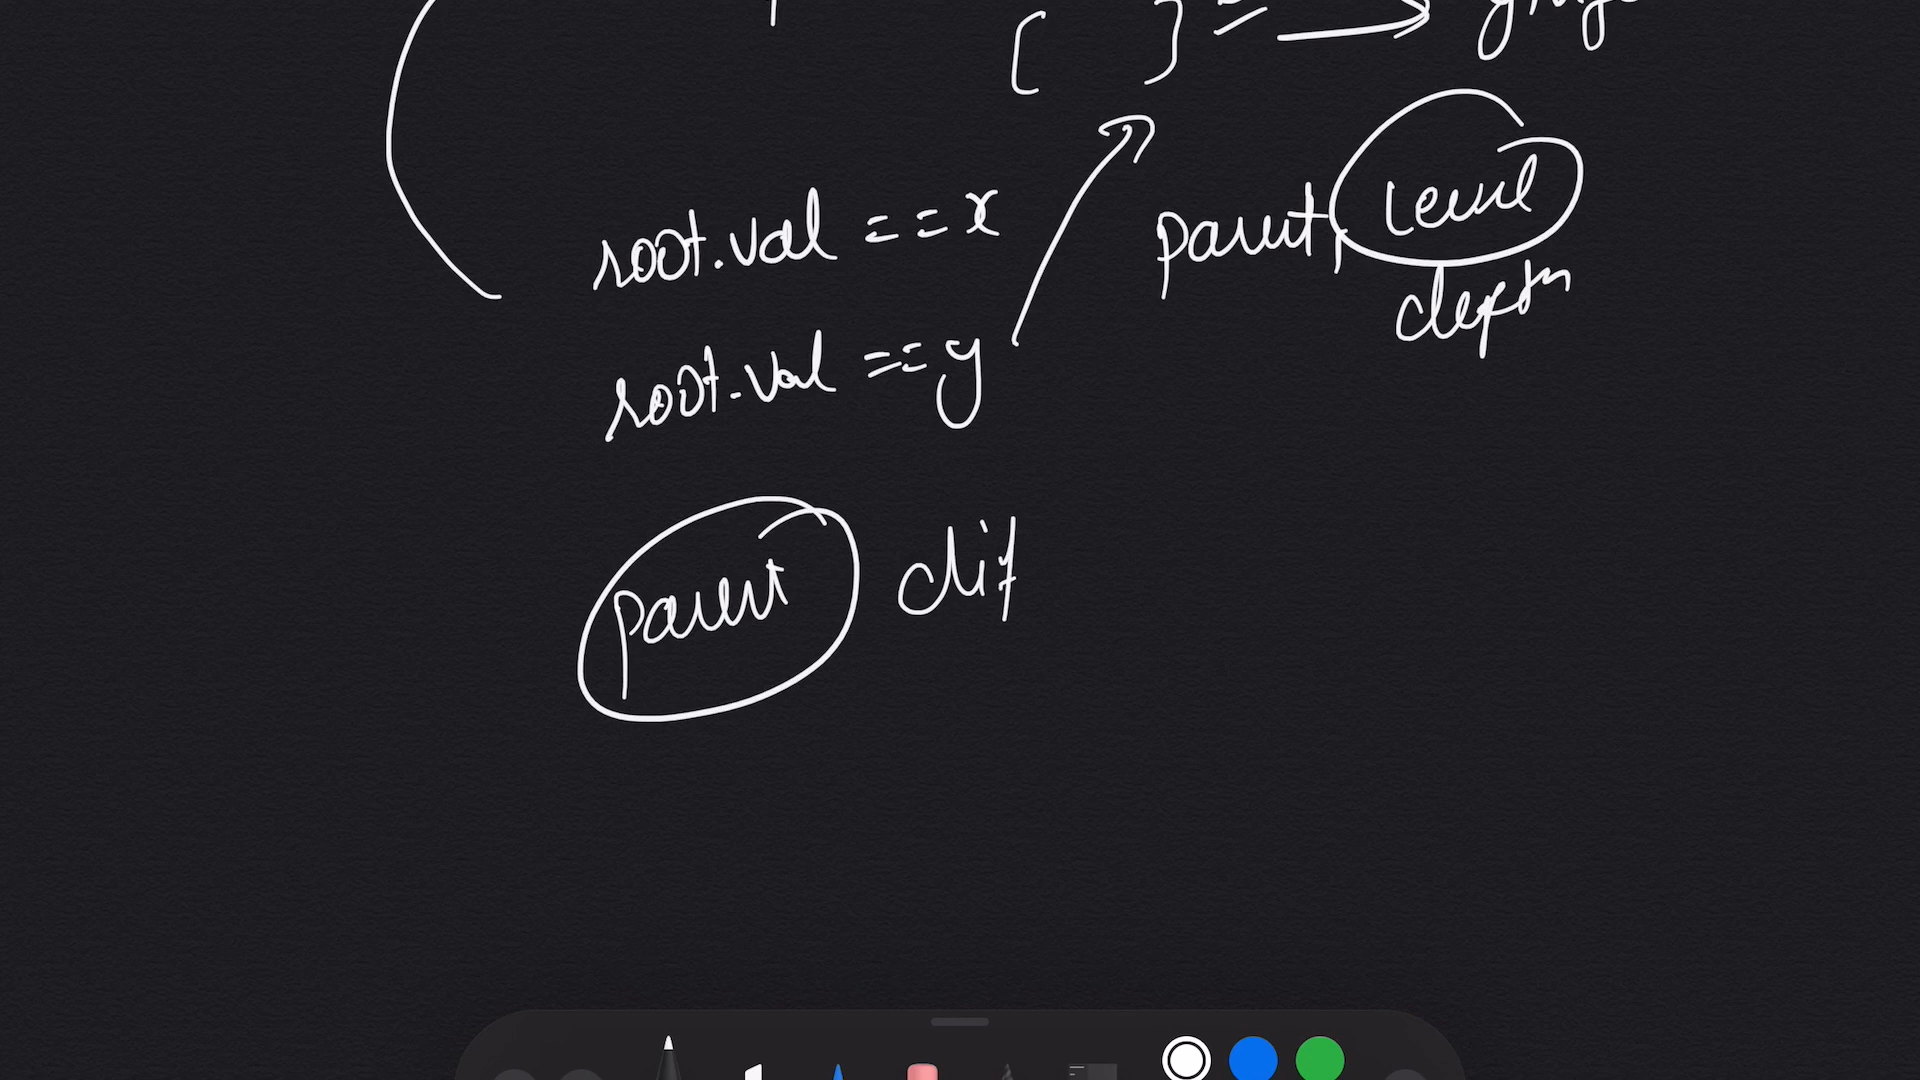 [ ] =
root.val == x
parent, level
depth
root.val == y
parent dif